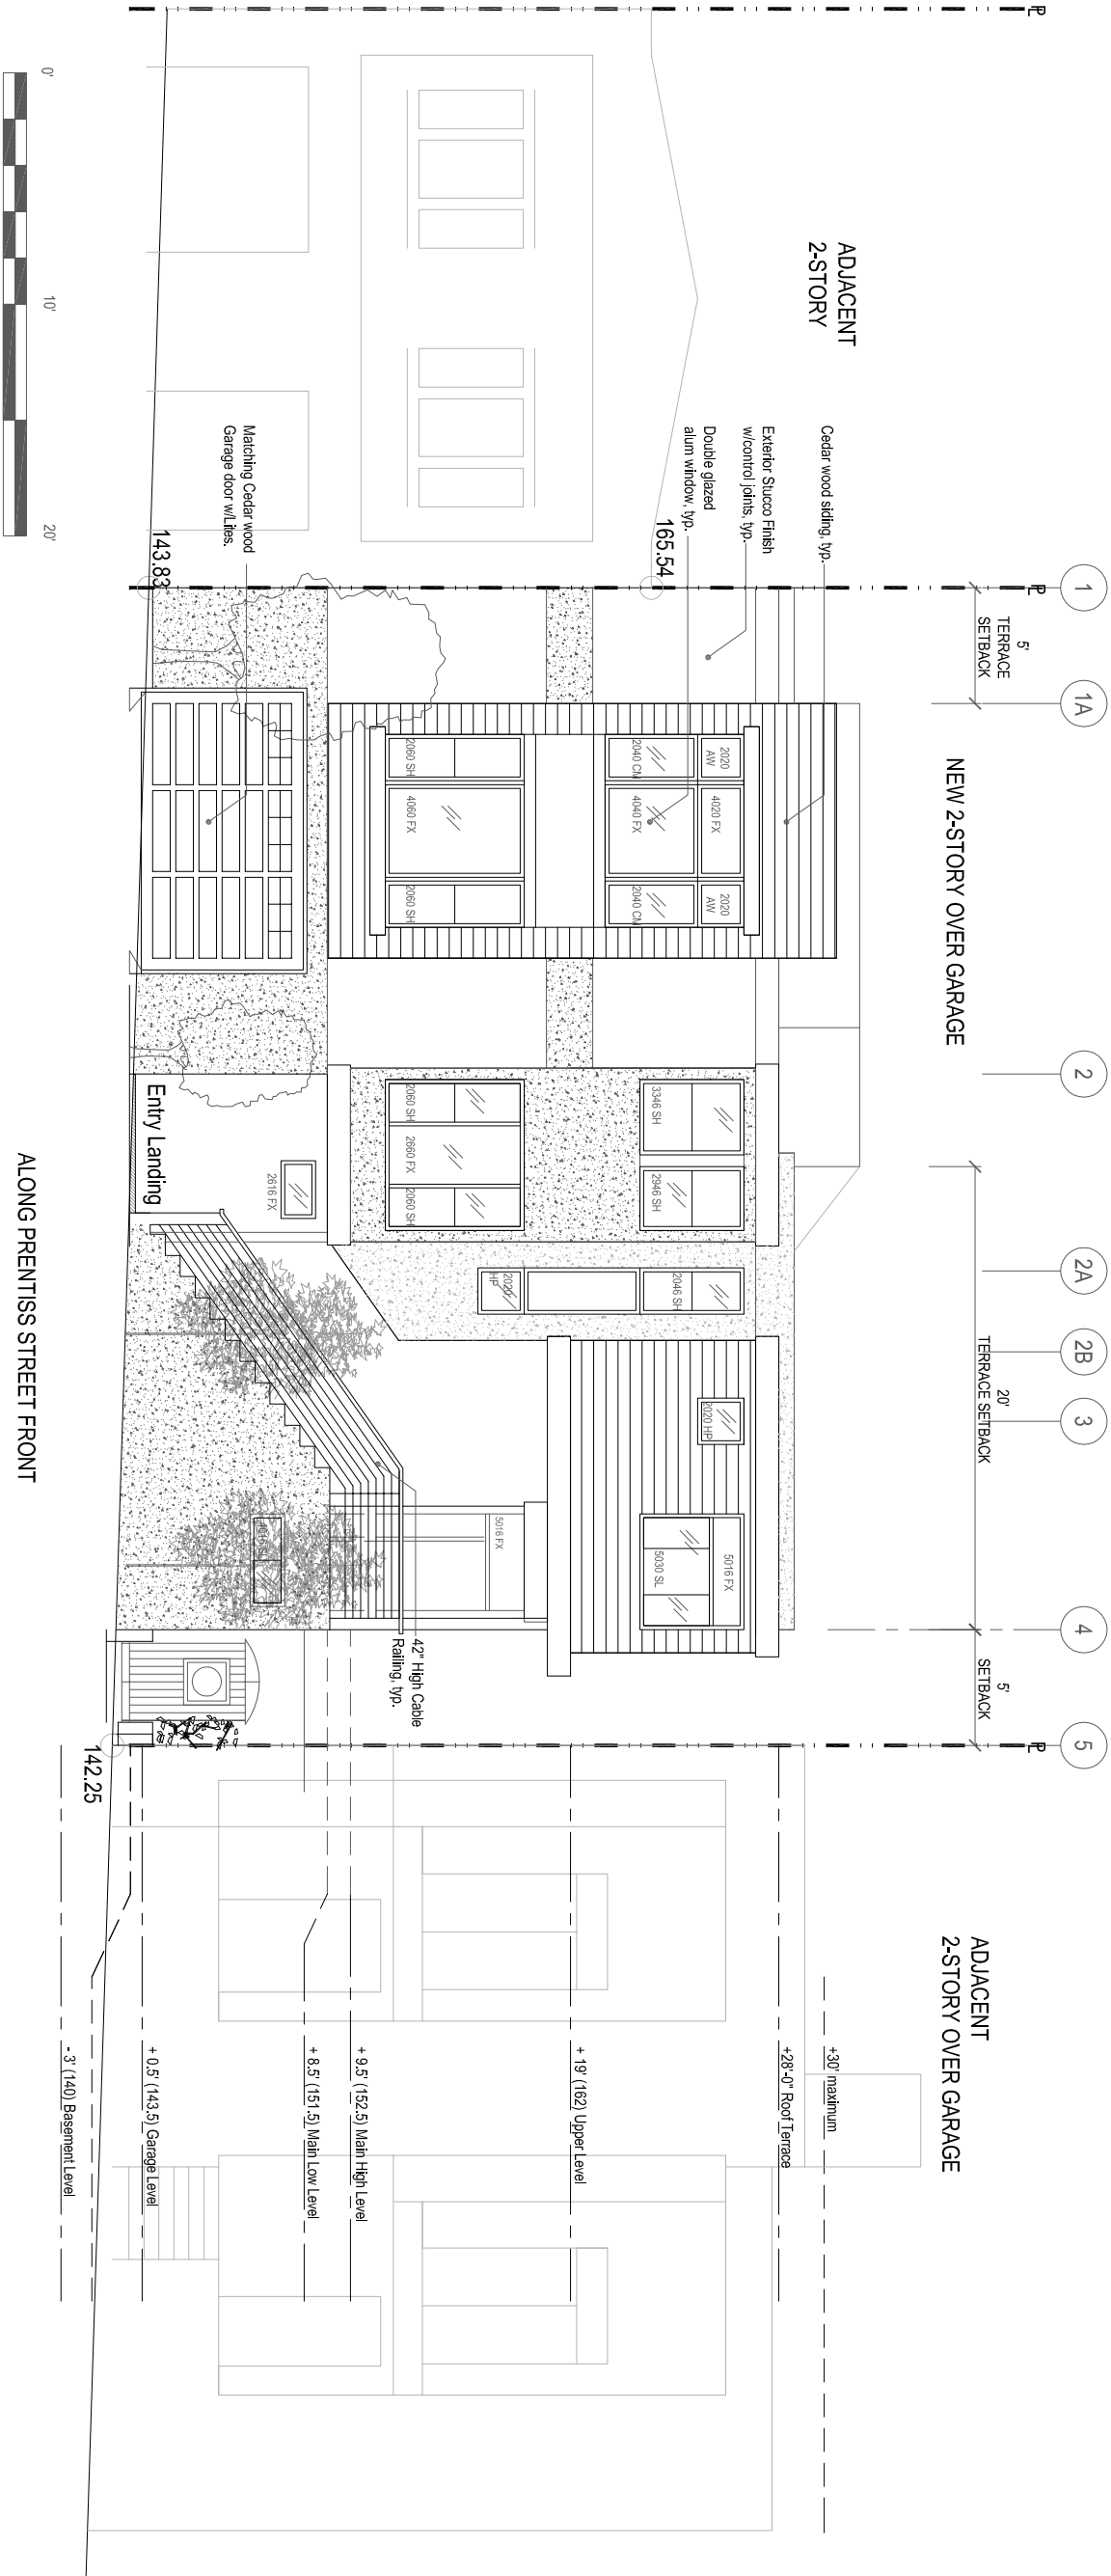 1
1A
2
2A
2B
3
4
5
PL
PL
PL
5'
TERRACE
SETBACK
20'
TERRACE SETBACK
5'
SETBACK
ADJACENT
2-STORY
NEW 2-STORY OVER GARAGE
ADJACENT
2-STORY OVER GARAGE
Cedar wood siding, typ.
Exterior Stucco Finish
w/control joints, typ.
Double glazed
alum window, typ.
165.54
Matching Cedar wood
Garage door w/Lites.
143.83
2020
AW
4020 FX
2020
AW
2040 CM
4040 FX
2040 CM
2060 SH
4060 FX
2060 SH
3346 SH
2946 SH
2060 SH
2660 FX
2060 SH
2616 FX
Entry Landing
2046 SH
2020
HP
2020 HP
5016 FX
5030 SL
5016 FX
42" High Cable
Railing, typ.
142.25
+30' maximum
+28'-0" Roof Terrace
+ 19' (162) Upper Level
+ 9.5' (152.5) Main High Level
+ 8.5' (151.5) Main Low Level
+ 0.5' (143.5) Garage Level
- 3' (140) Basement Level
0'
10'
20'
ALONG PRENTISS STREET FRONT